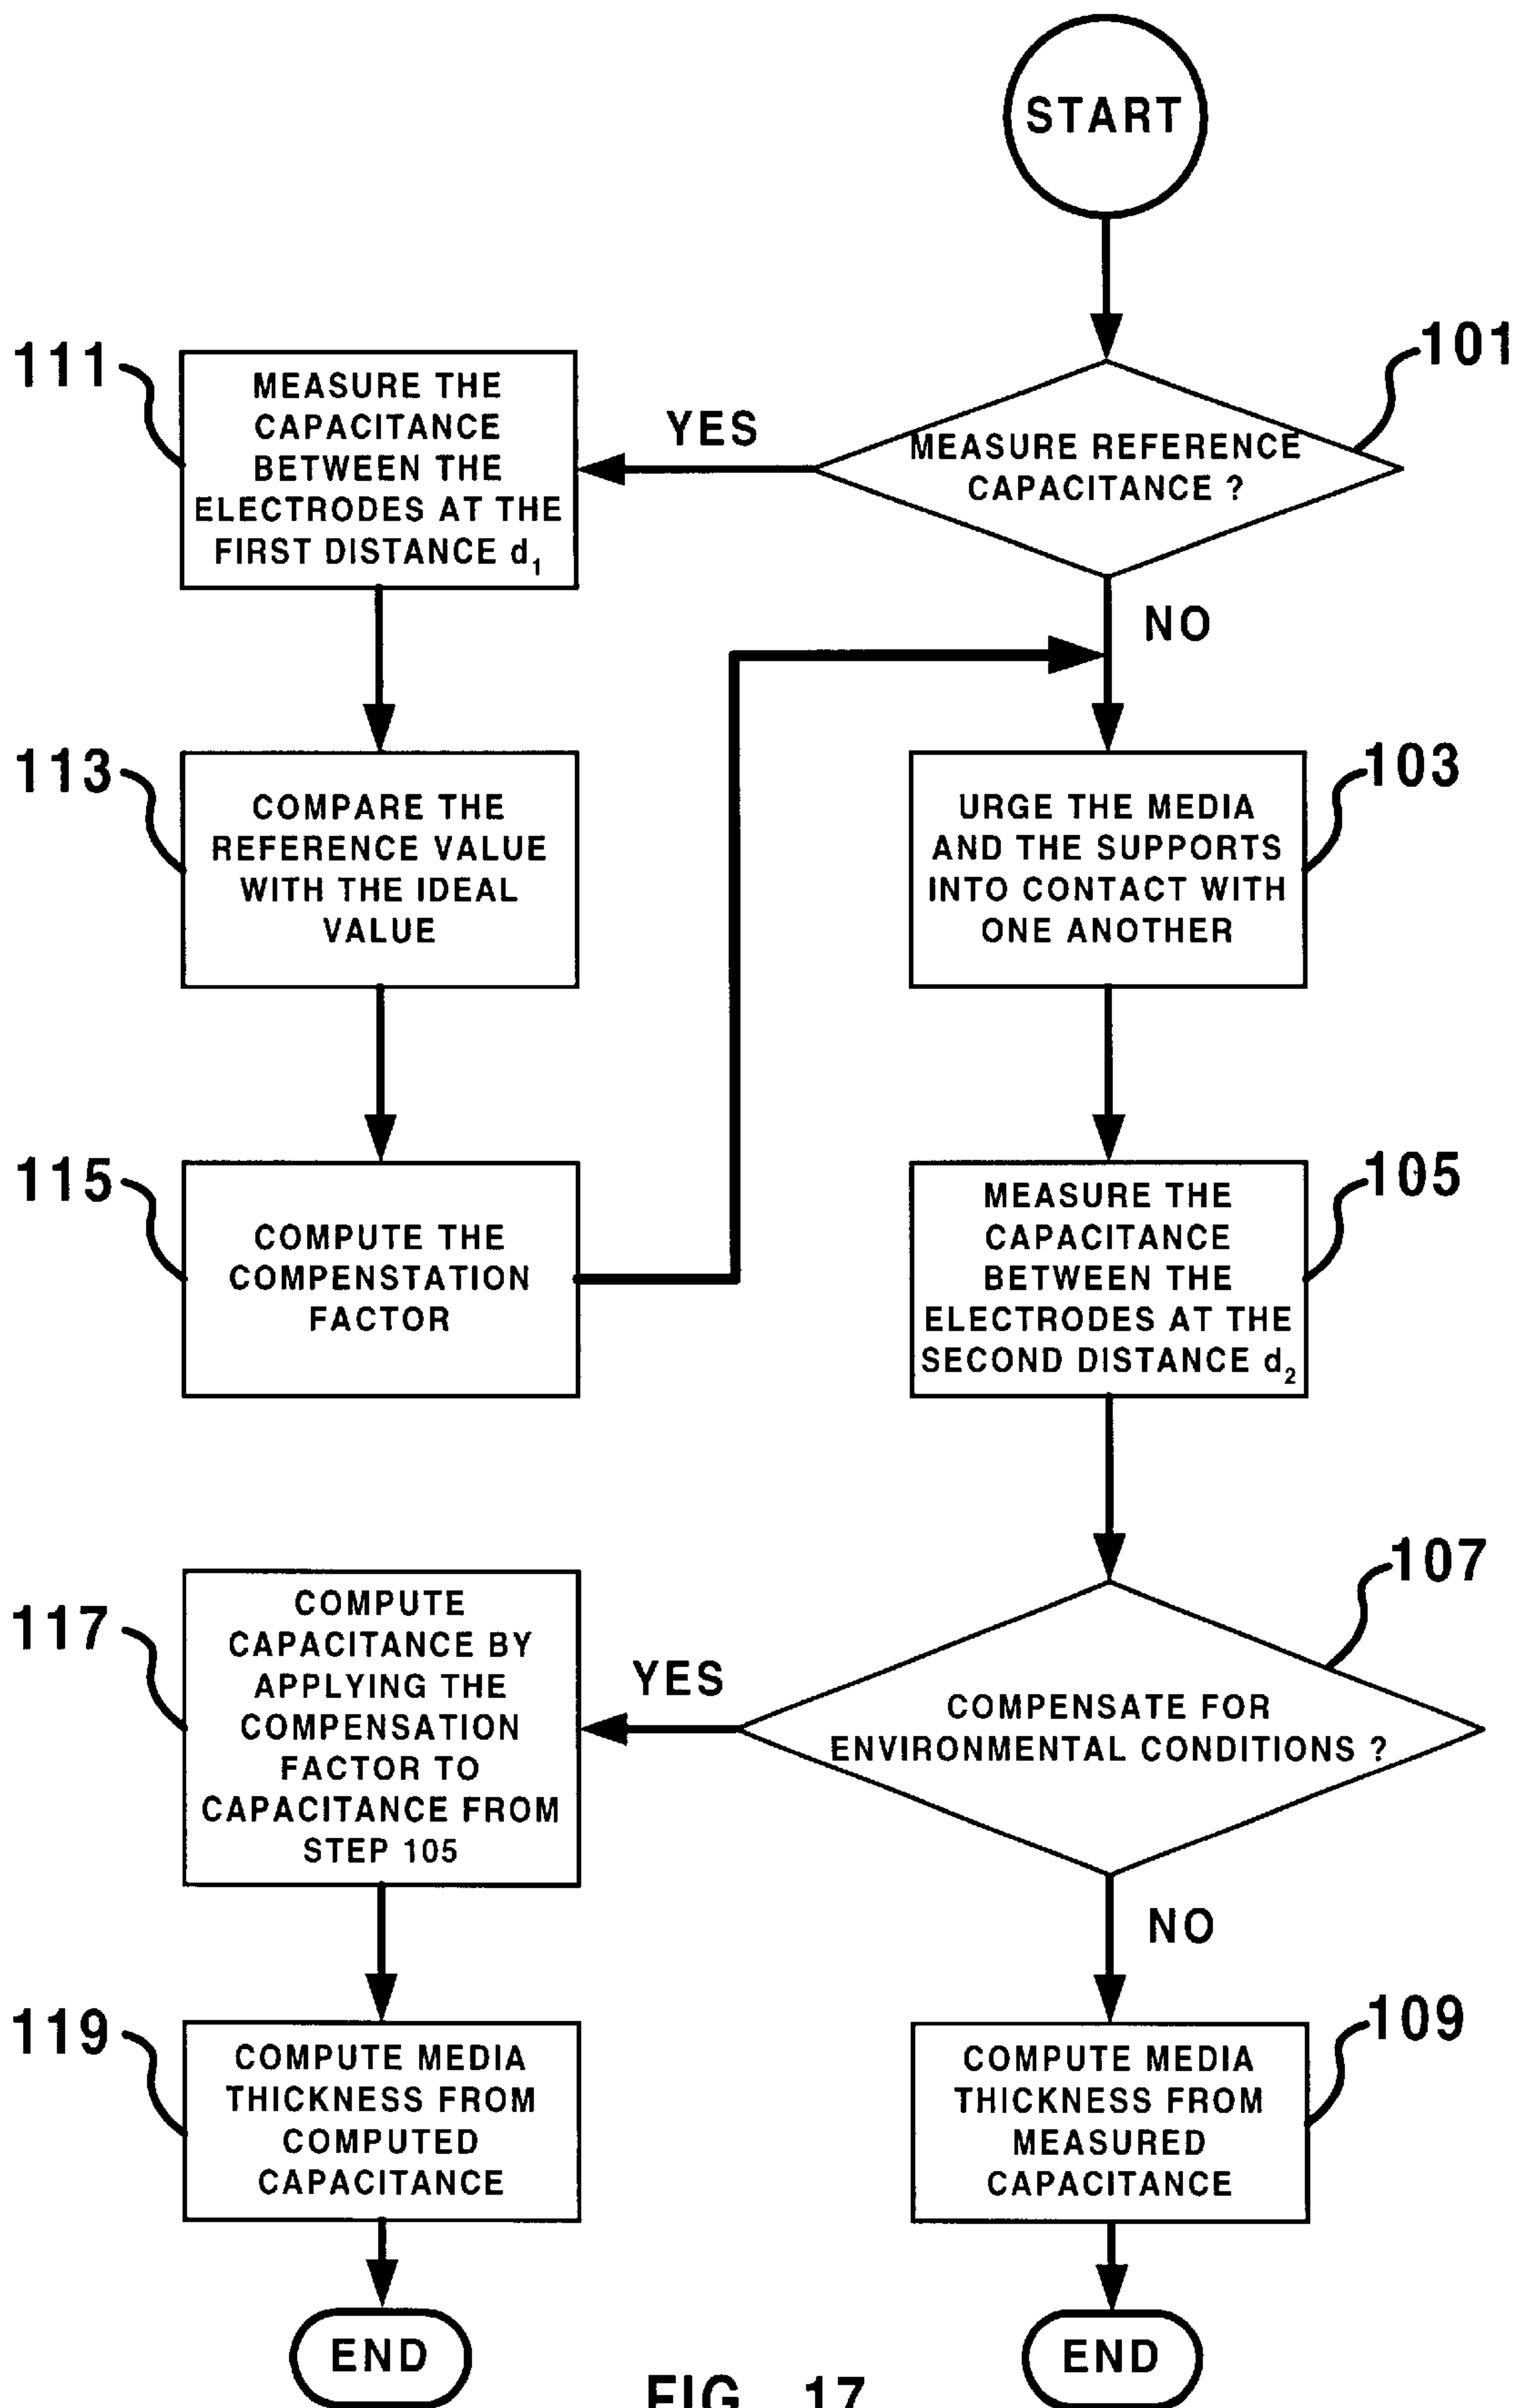 START
101
MEASURE REFERENCE
CAPACITANCE ?
YES
NO
111
MEASURE THE
CAPACITANCE
BETWEEN THE
ELECTRODES AT THE
FIRST DISTANCE d₁
113
COMPARE THE
REFERENCE VALUE
WITH THE IDEAL
VALUE
115
COMPUTE THE
COMPENSTATION
FACTOR
103
URGE THE MEDIA
AND THE SUPPORTS
INTO CONTACT WITH
ONE ANOTHER
105
MEASURE THE
CAPACITANCE
BETWEEN THE
ELECTRODES AT THE
SECOND DISTANCE d₂
107
COMPENSATE FOR
ENVIRONMENTAL CONDITIONS ?
YES
NO
117
COMPUTE
CAPACITANCE BY
APPLYING THE
COMPENSATION
FACTOR TO
CAPACITANCE FROM
STEP 105
119
COMPUTE MEDIA
THICKNESS FROM
COMPUTED
CAPACITANCE
END
109
COMPUTE MEDIA
THICKNESS FROM
MEASURED
CAPACITANCE
END
FIG. 17